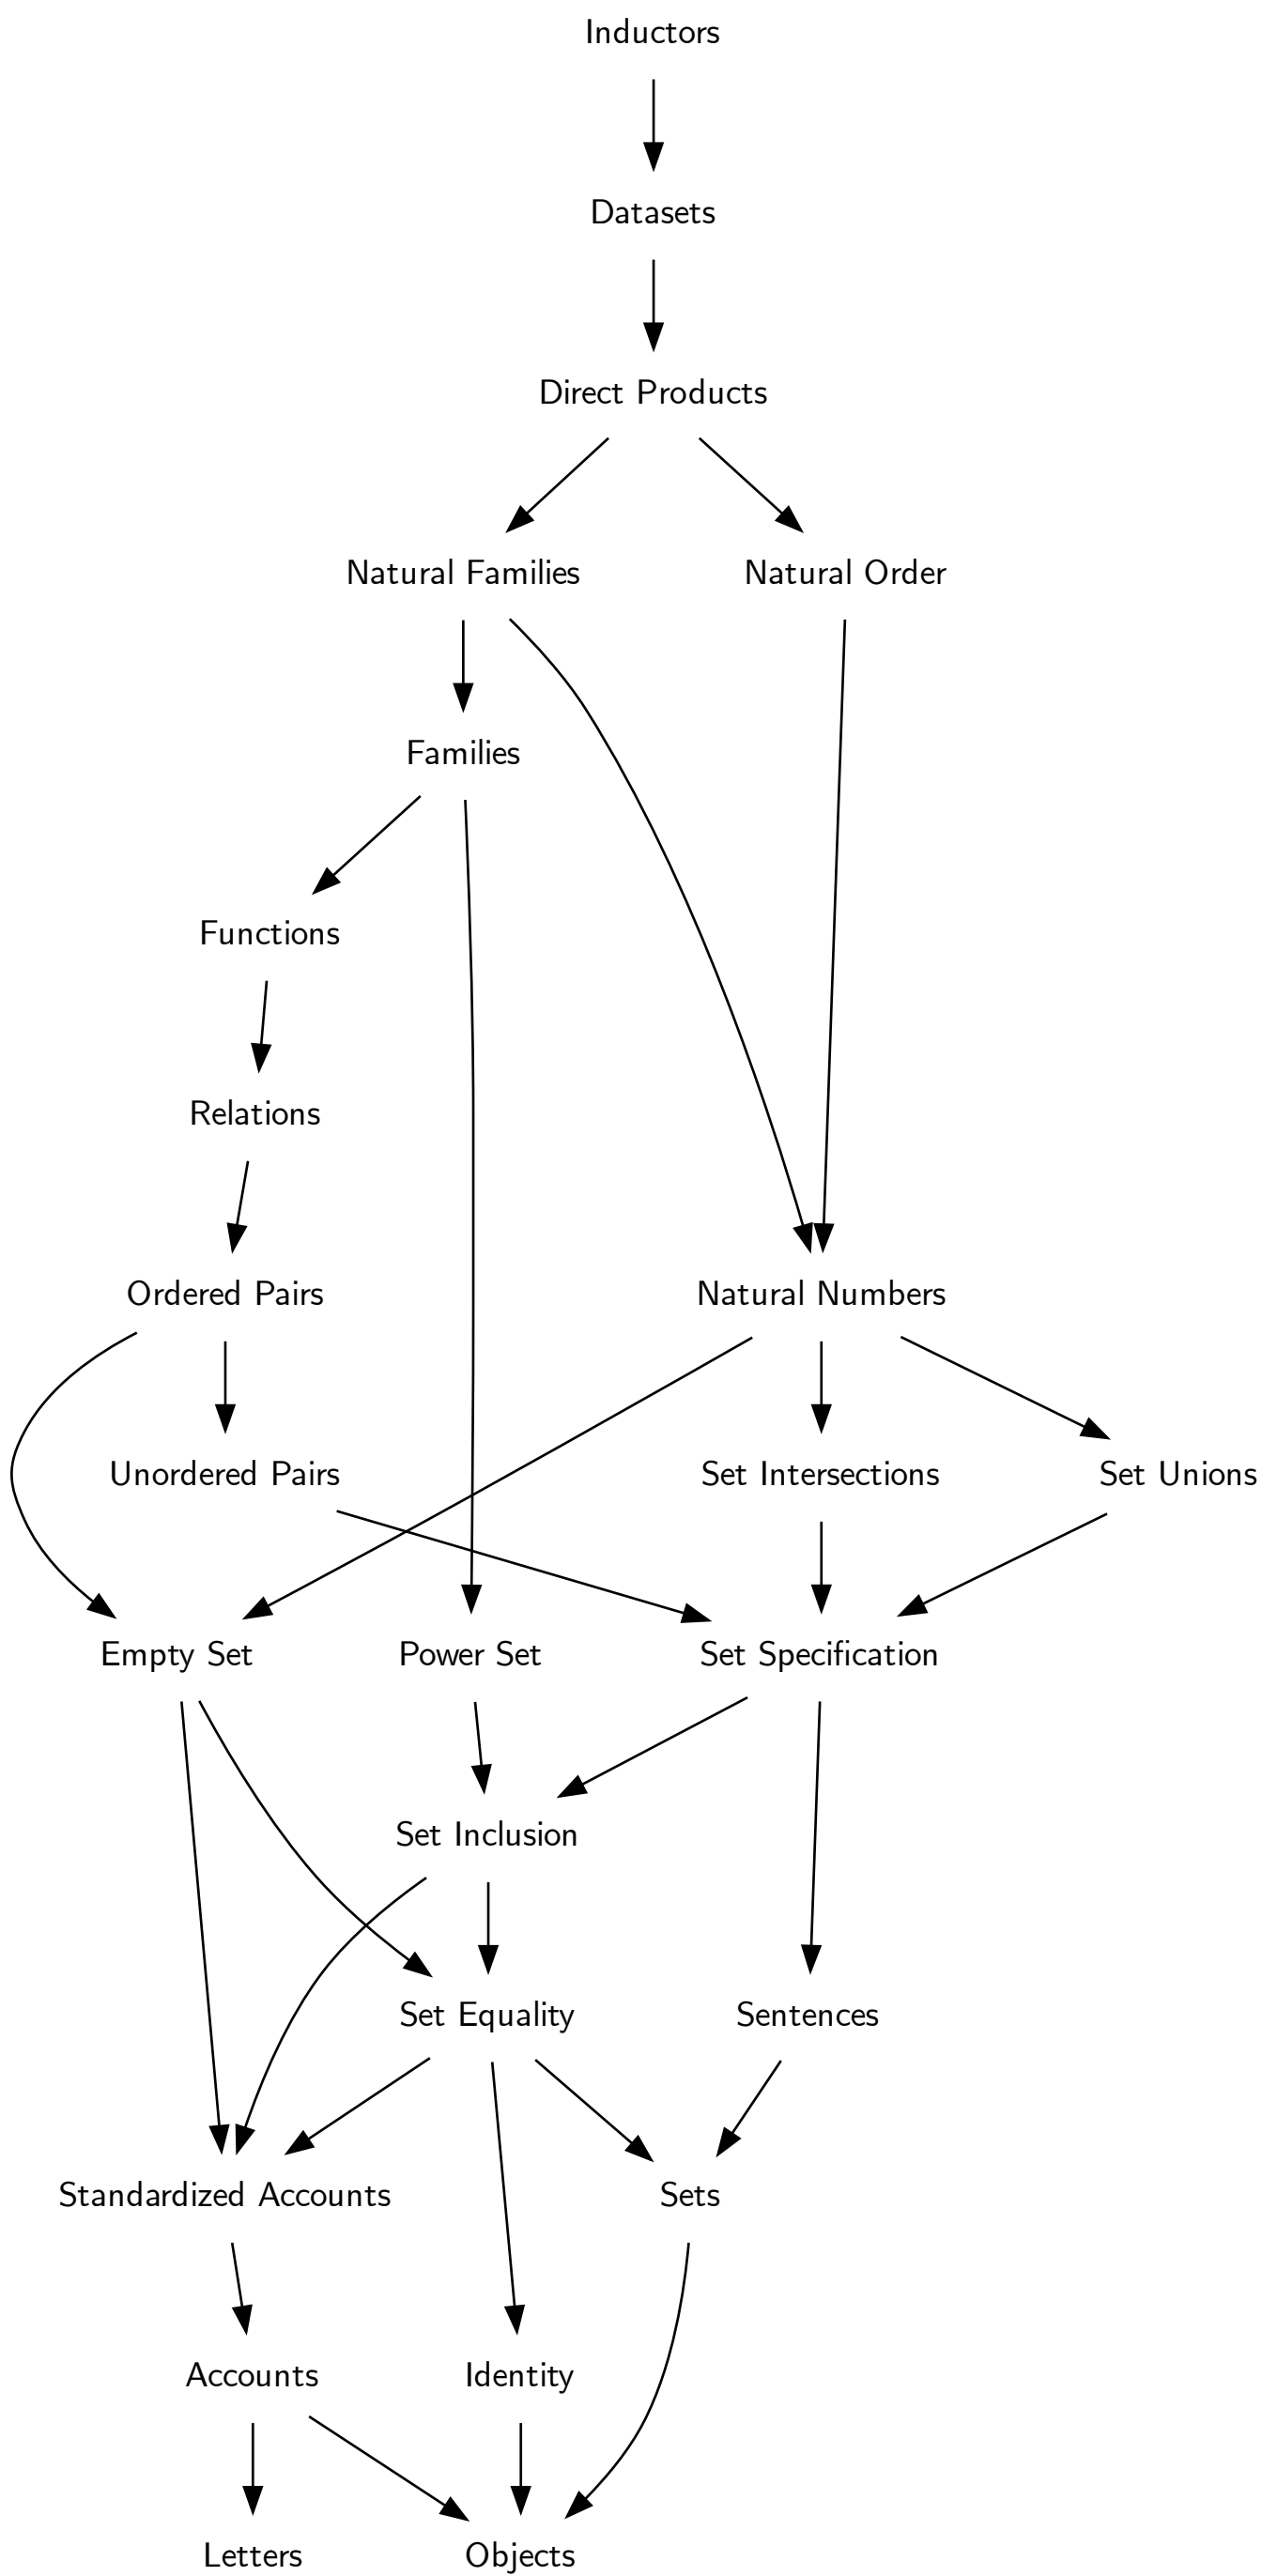 Inductors
Datasets
Direct Products
Natural Families
Natural Order
Families
Functions
Relations
Ordered Pairs
Natural Numbers
Unordered Pairs
Set Intersections
Set Unions
Empty Set
Power Set
Set Specification
Set Inclusion
Set Equality
Sentences
Standardized Accounts
Sets
Accounts
Identity
Letters
Objects